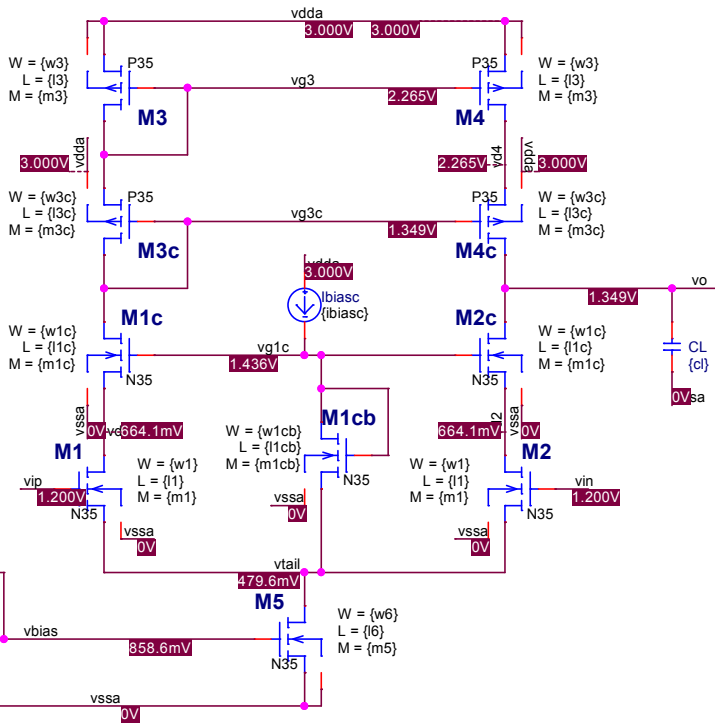 vdda
3.000V 3.000V
W = {w3}
L = {l3}
M = {m3}
P35
M3
vg3
2.265V
P35
M4
W = {w3}
L = {l3}
M = {m3}
3.000V
vdda
2.265V
vd4
vdda
3.000V
W = {w3c}
L = {l3c}
M = {m3c}
P35
M3c
vg3c
1.349V
P35
M4c
W = {w3c}
L = {l3c}
M = {m3c}
vdda
3.000V
Ibiasc
{ibiasc}
vo
1.349V
W = {w1c}
L = {l1c}
M = {m1c}
M1c
N35
vg1c
1.436V
M2c
N35
W = {w1c}
L = {l1c}
M = {m1c}
CL
{cl}
0V
vssa
0V
664.1mV
M1cb
W = {w1cb}
L = {l1cb}
M = {m1cb}
N35
vssa
0V
664.1mV
vssa
0V
M1
vip
1.200V
N35
W = {w1}
L = {l1}
M = {m1}
vssa
0V
M2
W = {w1}
L = {l1}
M = {m1}
vin
1.200V
N35
vssa
0V
vtail
479.6mV
M5
W = {w6}
L = {l6}
M = {m5}
N35
vbias
858.6mV
vssa
0V